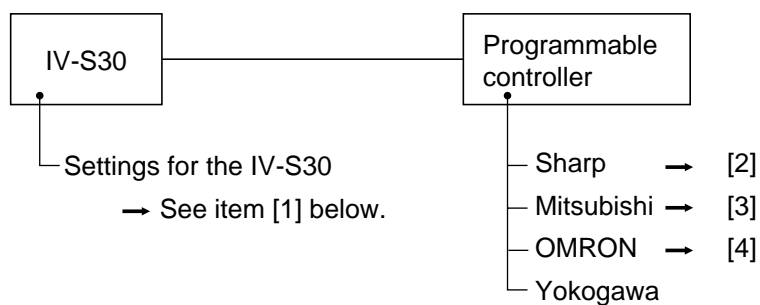 IV-S30
Programmable
controller
Settings for the IV-S30
→ See item [1] below.
Sharp → [2]
Mitsubishi → [3]
OMRON → [4]
Yokogawa